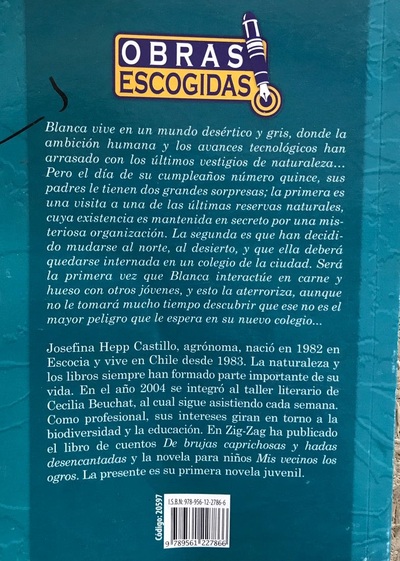 OBRAS
ESCOGIDAS
Blanca vive en un mundo desértico y gris, donde la
ambición humana y los avances tecnológicos han
arrasado con los últimos vestigios de naturaleza...
Pero el día de su cumpleaños número quince, sus
padres le tienen dos grandes sorpresas; la primera es
una visita a una de las últimas reservas naturales,
cuya existencia es mantenida en secreto por una mis-
teriosa organización. La segunda es que han decidi-
do mudarse al norte, al desierto, y que ella deberá
quedarse internada en un colegio de la ciudad. Será
la primera vez que Blanca interactúe en carne y
hueso con otros jóvenes, y esto la aterroriza, aunque
no le tomará mucho tiempo descubrir que ese no es el
mayor peligro que le espera en su nuevo colegio...
Josefina Hepp Castillo, agrónoma, nació en 1982 en
Escocia y vive en Chile desde 1983. La naturaleza y
los libros siempre han formado parte importante de su
vida. En el año 2004 se integró al taller literario de
Cecilia Beuchat, al cual sigue asistiendo cada semana.
Como profesional, sus intereses giran en torno a la
biodiversidad y la educación. En Zig-Zag ha publicado
el libro de cuentos De brujas caprichosas y hadas
desencantadas y la novela para niños Mis vecinos los
ogros. La presente es su primera novela juvenil.
Código: 20597
I.S.B.N: 978-956-12-2786-6
9 789561 227866